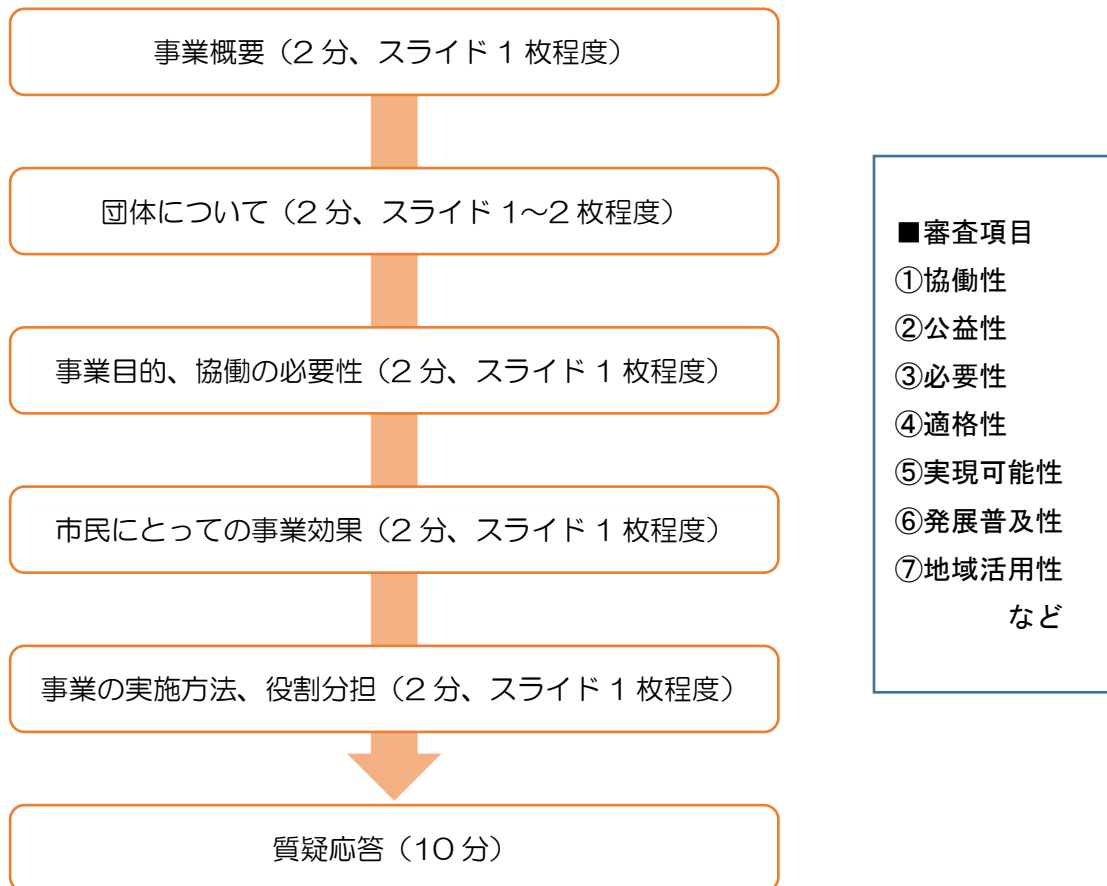 事業概要（2 分、スライド 1 枚程度）
団体について（2 分、スライド 1～2 枚程度）
事業目的、協働の必要性（2 分、スライド 1 枚程度）
市民にとっての事業効果（2 分、スライド 1 枚程度）
事業の実施方法、役割分担（2 分、スライド 1 枚程度）
質疑応答（10 分）
■審査項目
①協働性
②公益性
③必要性
④適格性
⑤実現可能性
⑥発展普及性
⑦地域活用性
など